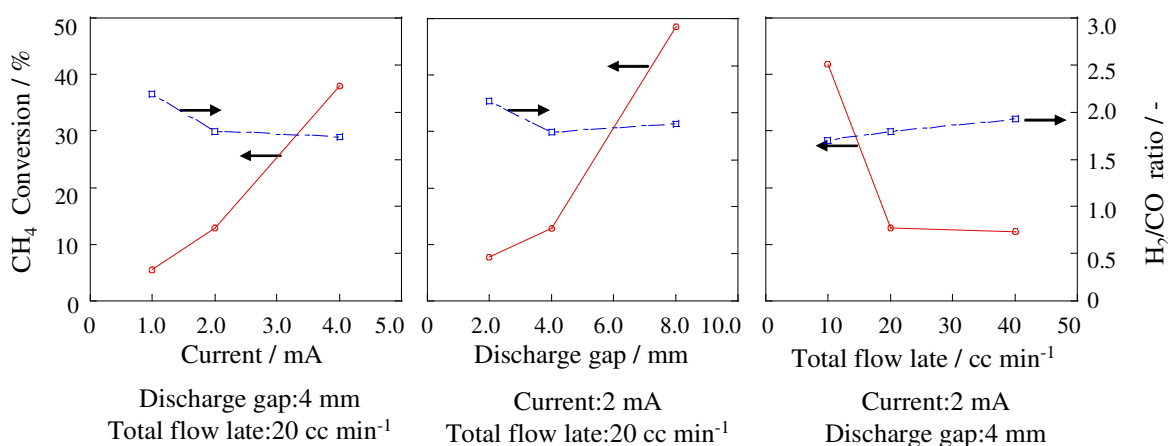 CH₄ Conversion / %
50
40
30
20
10
0
0 1.0 2.0 3.0 4.0 5.0
Current / mA
Discharge gap:4 mm
Total flow late:20 cc min⁻¹
0 2.0 4.0 6.0 8.0 10.0
Discharge gap / mm
Current:2 mA
Total flow late:20 cc min⁻¹
0 10 20 30 40 50
Total flow late / cc min⁻¹
Current:2 mA
Discharge gap:4 mm
3.0
2.5
2.0
1.5
1.0
0.5
0
H₂/CO ratio / -